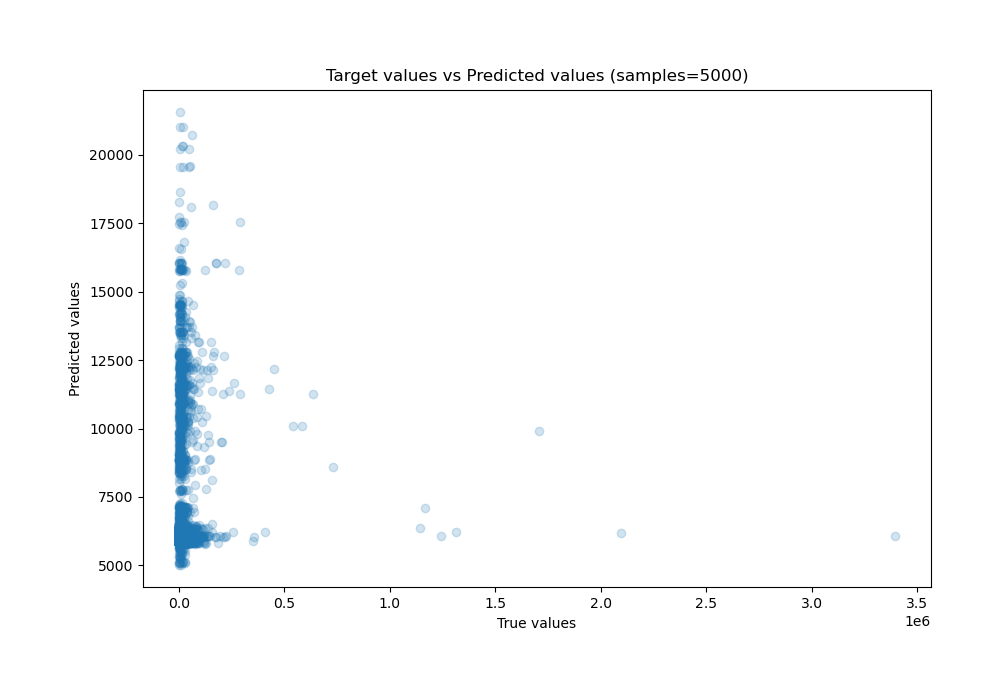 Target values vs Predicted values (samples=5000)
20000
17500
15000
12500
10000
7500
5000
Predicted values
0.0 0.5 1.0 1.5 2.0 2.5 3.0 3.5
1e6
True values